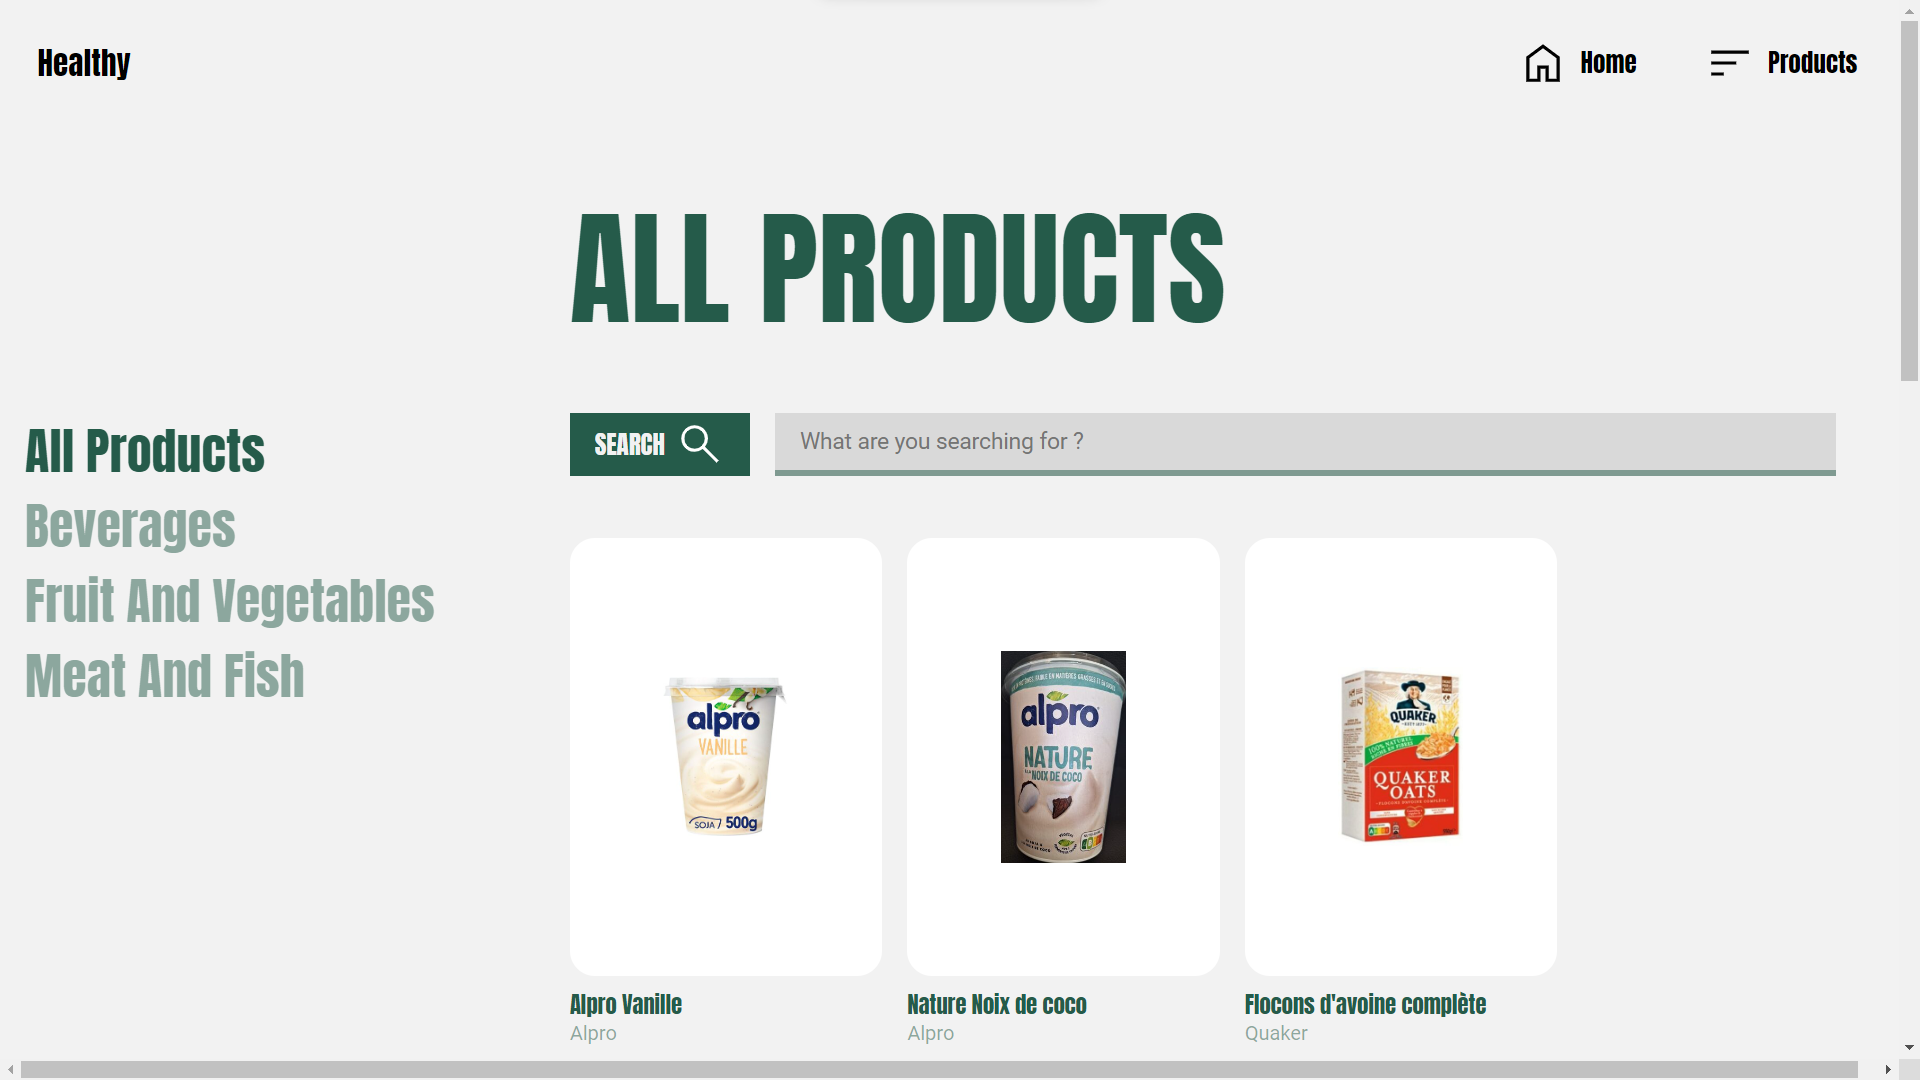 Healthy
Home
Products
ALL PRODUCTS
All Products
Beverages
Fruit And Vegetables
Meat And Fish
SEARCH
What are you searching for ?
alpro
VANILLE
SOJA 500g
alpro
NATURE
NOIX DE COCO
QUAKER
100% NATUREL
QUAKER
OATS
Alpro Vanille
Alpro
Nature Noix de coco
Alpro
Flocons d'avoine complète
Quaker